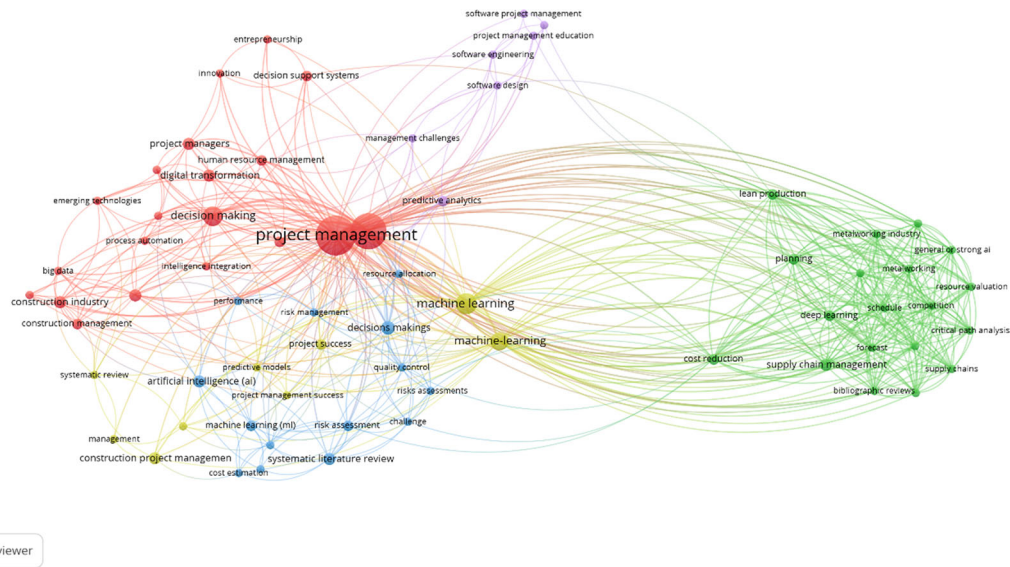 software project management
project management education
entrepreneurship
software engineering
innovation
decision support systems
software design
management challenges
project managers
human resource management
digital transformation
lean production
emerging technologies
predictive analytics
decision making
project management
metalworking industry
process automation
general or strong ai
planning
intelligence integration
metalworking
big data
resource allocation
resource valuation
performance
construction industry
machine learning
schedule
competition
risk management
deep learning
construction management
decisions makings
critical path analysis
project success
machine-learning
forecast
cost reduction
supply chain management
predictive models
quality control
supply chains
systematic review
artificial intelligence (ai)
risks assessments
bibliographic reviews
project management success
challenge
machine learning (ml)
risk assessment
management
construction project managemen
systematic literature review
cost estimation
viewer